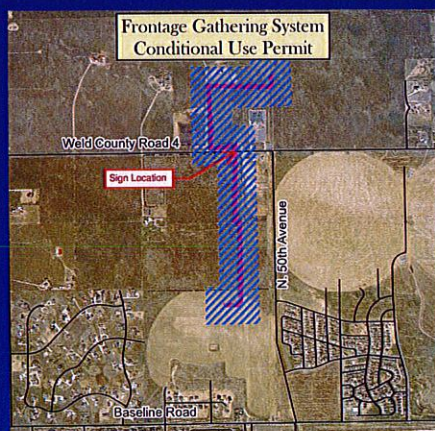 Frontage Gathering System
Conditional Use Permit
Weld County Road 4
Sign Location
N. 50th Avenue
Baseline Road